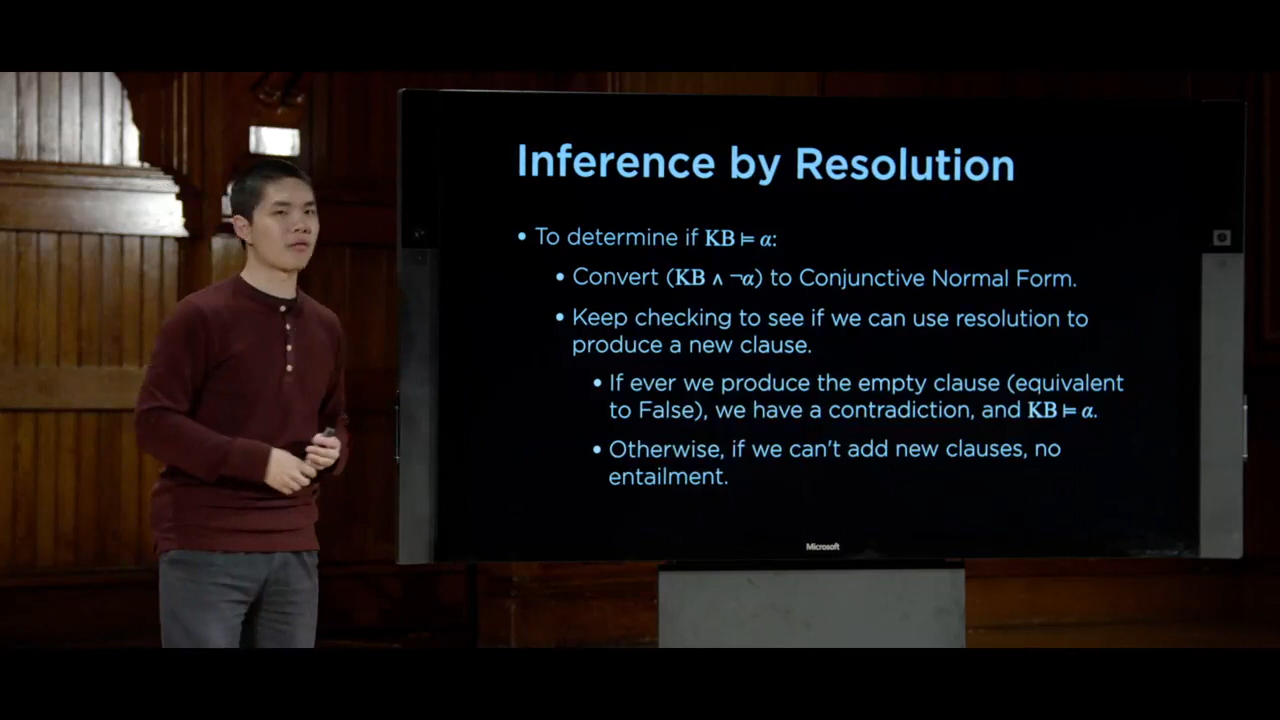 Inference by Resolution
• To determine if KB ⊨ α:
• Convert (KB ∧ ¬α) to Conjunctive Normal Form.
• Keep checking to see if we can use resolution to
produce a new clause.
• If ever we produce the empty clause (equivalent
to False), we have a contradiction, and KB ⊨ α.
• Otherwise, if we can't add new clauses, no
entailment.
Microsoft